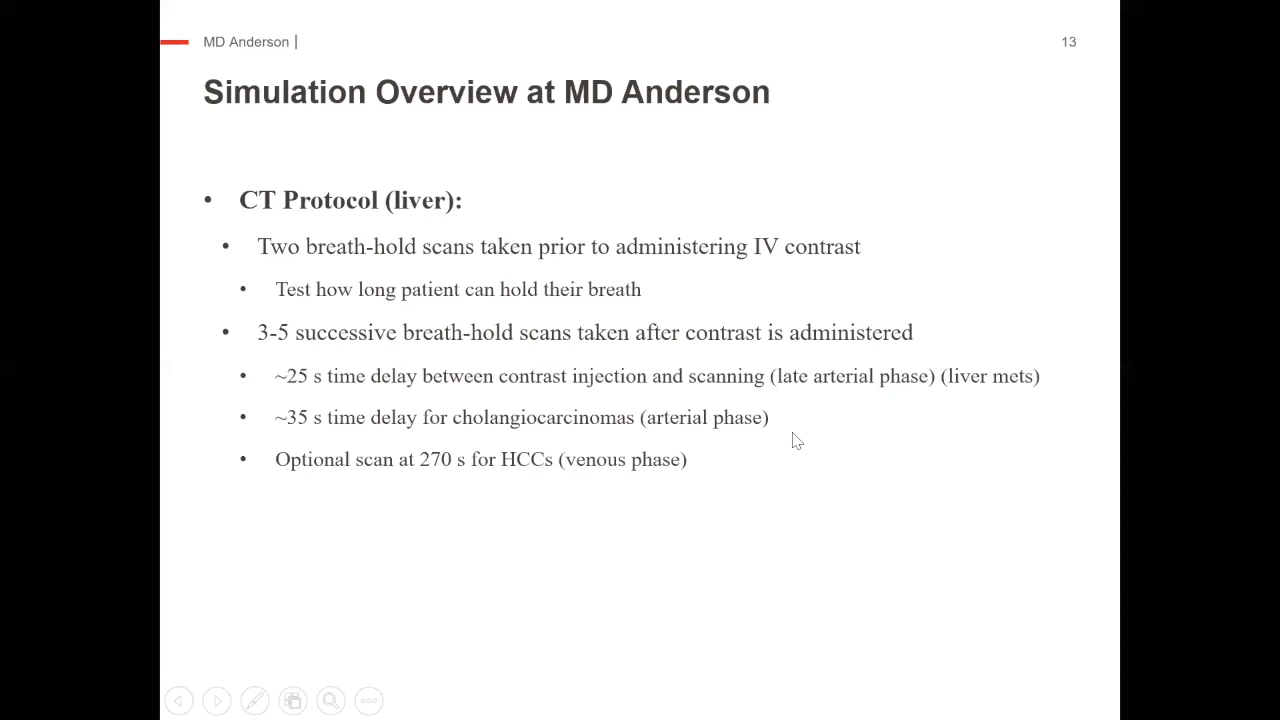 MD Anderson |
13
Simulation Overview at MD Anderson
• CT Protocol (liver):
• Two breath-hold scans taken prior to administering IV contrast
• Test how long patient can hold their breath
• 3-5 successive breath-hold scans taken after contrast is administered
• ~25 s time delay between contrast injection and scanning (late arterial phase) (liver mets)
• ~35 s time delay for cholangiocarcinomas (arterial phase)
• Optional scan at 270 s for HCCs (venous phase)